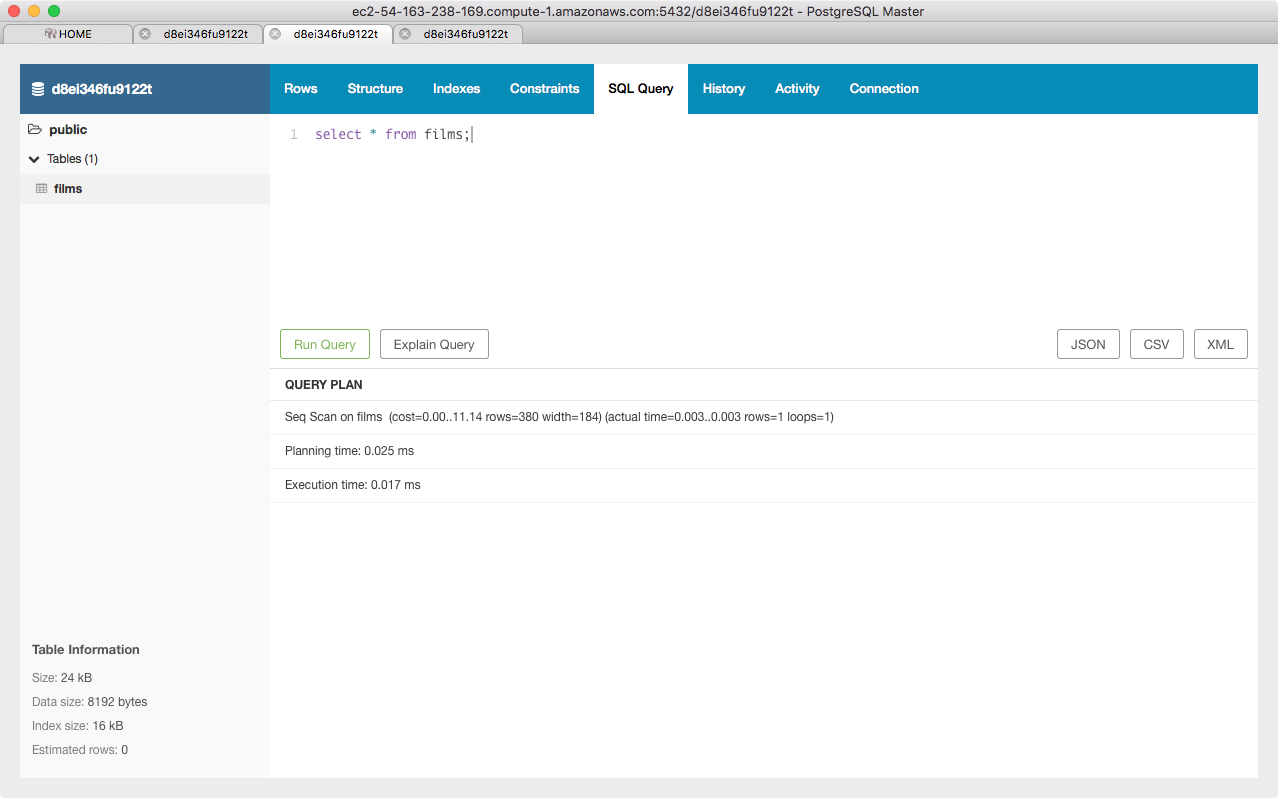 ec2-54-163-238-169.compute-1.amazonaws.com:5432/d8ei346fu9122t - PostgreSQL Master
HOME d8ei346fu9122t d8ei346fu9122t d8ei346fu9122t
d8ei346fu9122t Rows Structure Indexes Constraints SQL Query History Activity Connection
public
Tables (1)
films
1 select * from films;
Run Query Explain Query JSON CSV XML
QUERY PLAN
Seq Scan on films (cost=0.00..11.14 rows=380 width=184) (actual time=0.003..0.003 rows=1 loops=1)
Planning time: 0.025 ms
Execution time: 0.017 ms
Table Information
Size: 24 kB
Data size: 8192 bytes
Index size: 16 kB
Estimated rows: 0